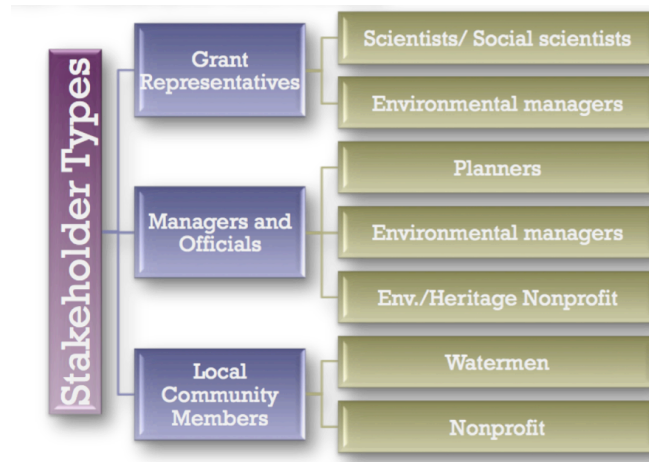 Stakeholder Types
Grant
Representatives
Scientists/ Social scientists
Environmental managers
Managers and
Officials
Planners
Environmental managers
Env./Heritage Nonprofit
Local
Community
Members
Watermen
Nonprofit